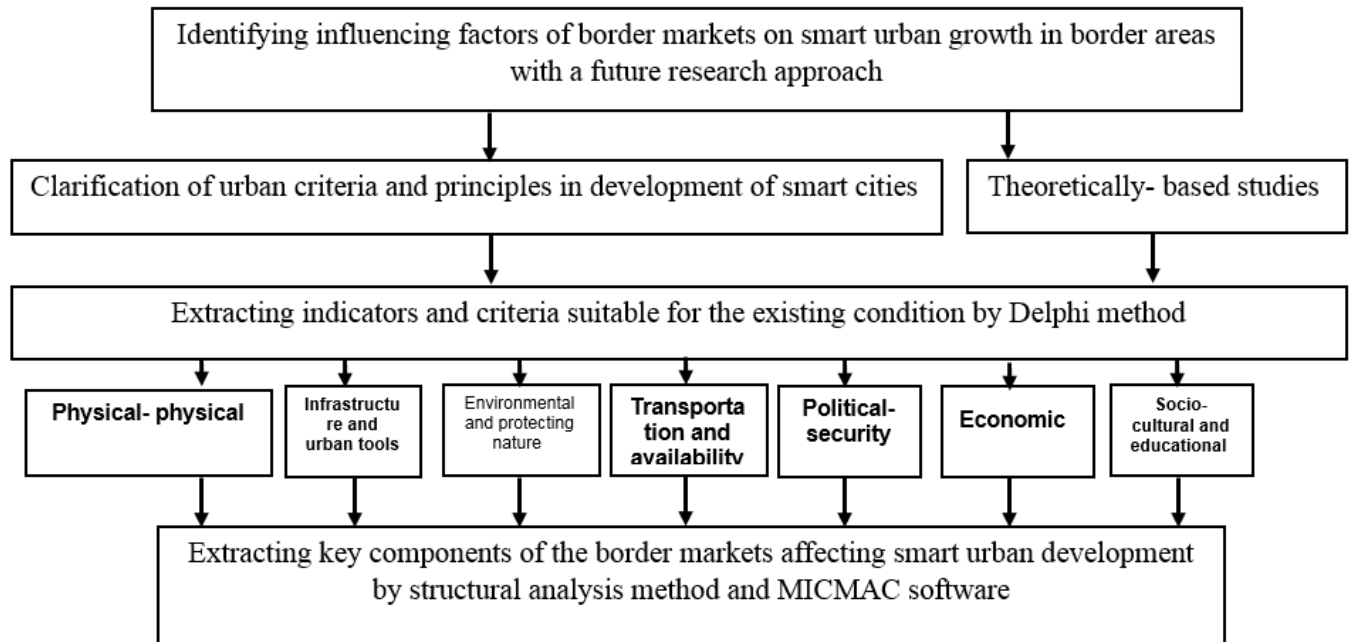 Identifying influencing factors of border markets on smart urban growth in border areas
with a future research approach
Clarification of urban criteria and principles in development of smart cities
Theoretically- based studies
Extracting indicators and criteria suitable for the existing condition by Delphi method
Physical- physical
Infrastructu
re and
urban tools
Environmental
and protecting
nature
Transporta
tion and
availability
Political-
security
Economic
Socio-
cultural and
educational
Extracting key components of the border markets affecting smart urban development
by structural analysis method and MICMAC software